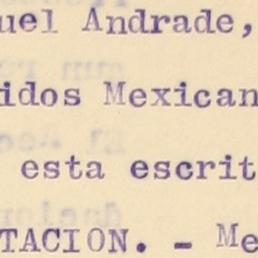 uel Andrade,
idos Mexican
esta escrit
TACION. - Me